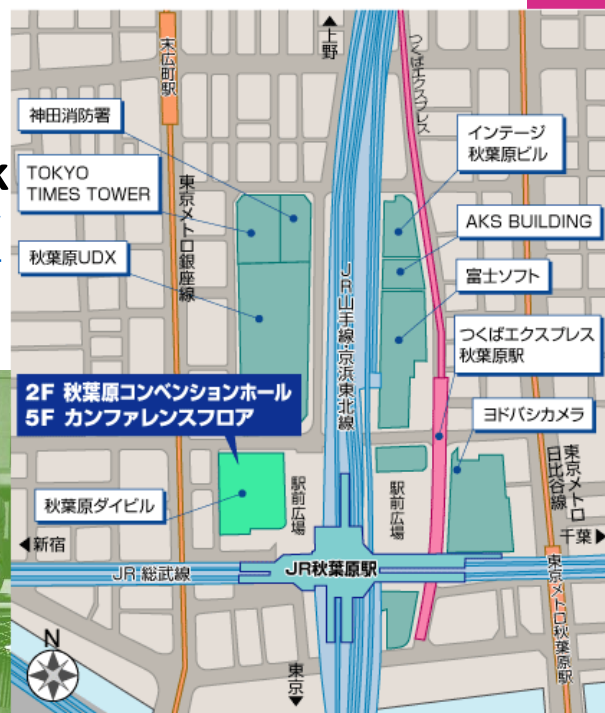 上野
末広町駅
つくばエクスプレス
神田消防署
インテージ
秋葉原ビル
TOKYO
TIMES TOWER
東京メトロ銀座線
AKS BUILDING
秋葉原UDX
JR山手線・京浜東北線
富士ソフト
つくばエクスプレス
秋葉原駅
2F 秋葉原コンベンションホール
5F カンファレンスフロア
ヨドバシカメラ
東京メトロ
日比谷線
秋葉原ダイビル
駅前広場
駅前広場
千葉
新宿
JR 総武線
JR秋葉原駅
東京メトロ秋葉原駅
N
東京
k